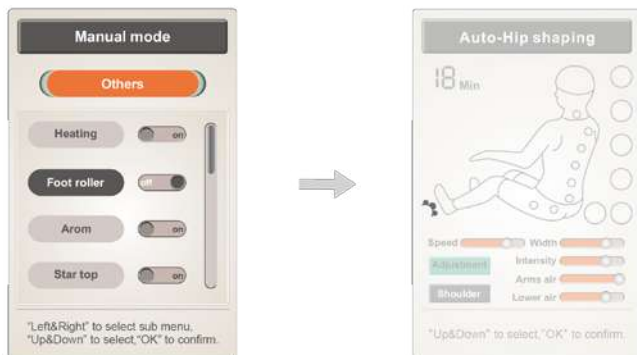 Manual mode
Others
Heating
on
Foot roller
off
Arom
on
Star top
on
"Left&Right" to select sub menu,
"Up&Down" to select,"OK" to confirm.
Auto-Hip shaping
18 Min
Speed
Width
Adjustment
Intensity
Arms air
Shoulder
Lower air
"Up&Down" to select,"OK" to confirm.